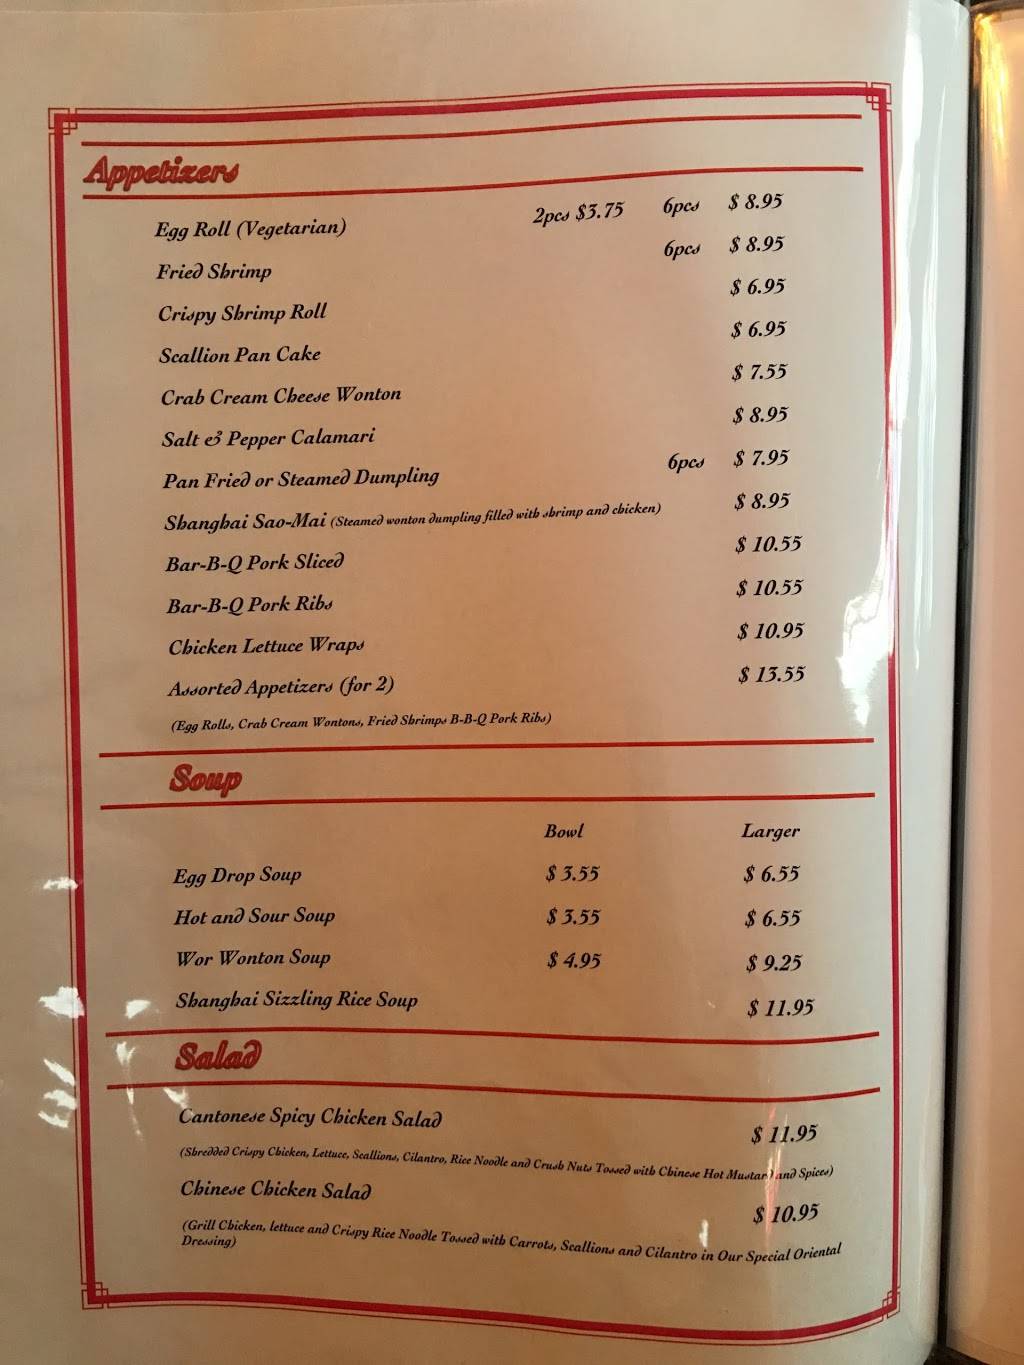 Appetizers
Egg Roll (Vegetarian) 2pcs $3.75 6pcs $ 8.95
Fried Shrimp 6pcs $ 8.95
Crispy Shrimp Roll $ 6.95
Scallion Pan Cake $ 6.95
Crab Cream Cheese Wonton $ 7.55
Salt & Pepper Calamari $ 8.95
Pan Fried or Steamed Dumpling 6pcs $ 7.95
Shanghai Sao-Mai (Steamed wonton dumpling filled with shrimp and chicken) $ 8.95
Bar-B-Q Pork Sliced $ 10.55
Bar-B-Q Pork Ribs $ 10.55
Chicken Lettuce Wraps $ 10.95
Assorted Appetizers (for 2) $ 13.55
(Egg Rolls, Crab Cream Wontons, Fried Shrimps B-B-Q Pork Ribs)
Soup
Bowl Larger
Egg Drop Soup $ 3.55 $ 6.55
Hot and Sour Soup $ 3.55 $ 6.55
Wor Wonton Soup $ 4.95 $ 9.25
Shanghai Sizzling Rice Soup $ 11.95
Salad
Cantonese Spicy Chicken Salad $ 11.95
(Shredded Crispy Chicken, Lettuce, Scallions, Cilantro, Rice Noodle and Crush Nuts Tossed with Chinese Hot Mustard and Spices)
Chinese Chicken Salad $ 10.95
(Grill Chicken, lettuce and Crispy Rice Noodle Tossed with Carrots, Scallions and Cilantro in Our Special Oriental
Dressing)